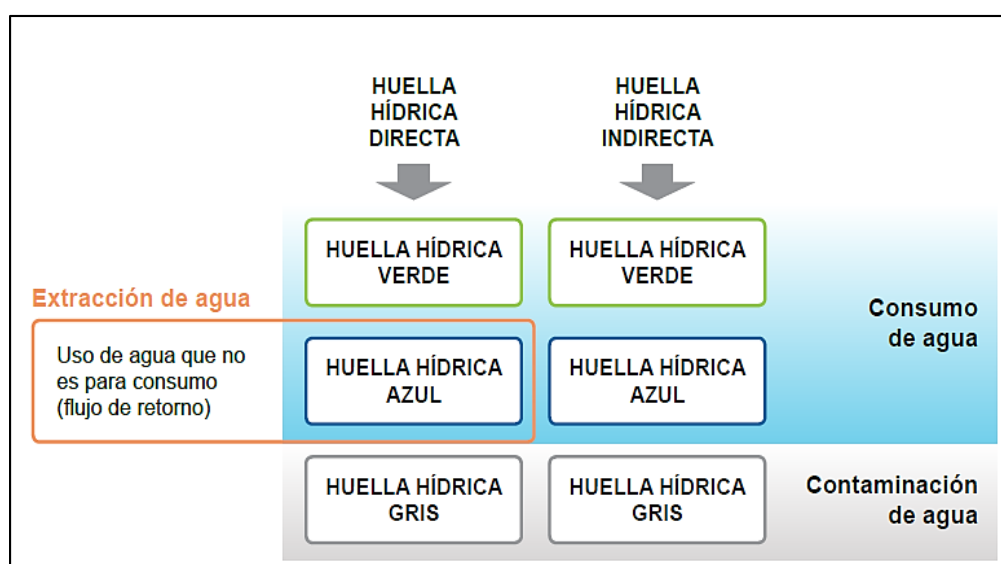 HUELLA
HÍDRICA
DIRECTA
HUELLA
HÍDRICA
INDIRECTA
HUELLA HÍDRICA
VERDE
HUELLA HÍDRICA
VERDE
Extracción de agua
Consumo
de agua
Uso de agua que no
es para consumo
(flujo de retorno)
HUELLA HÍDRICA
AZUL
HUELLA HÍDRICA
AZUL
HUELLA HÍDRICA
GRIS
HUELLA HÍDRICA
GRIS
Contaminación
de agua